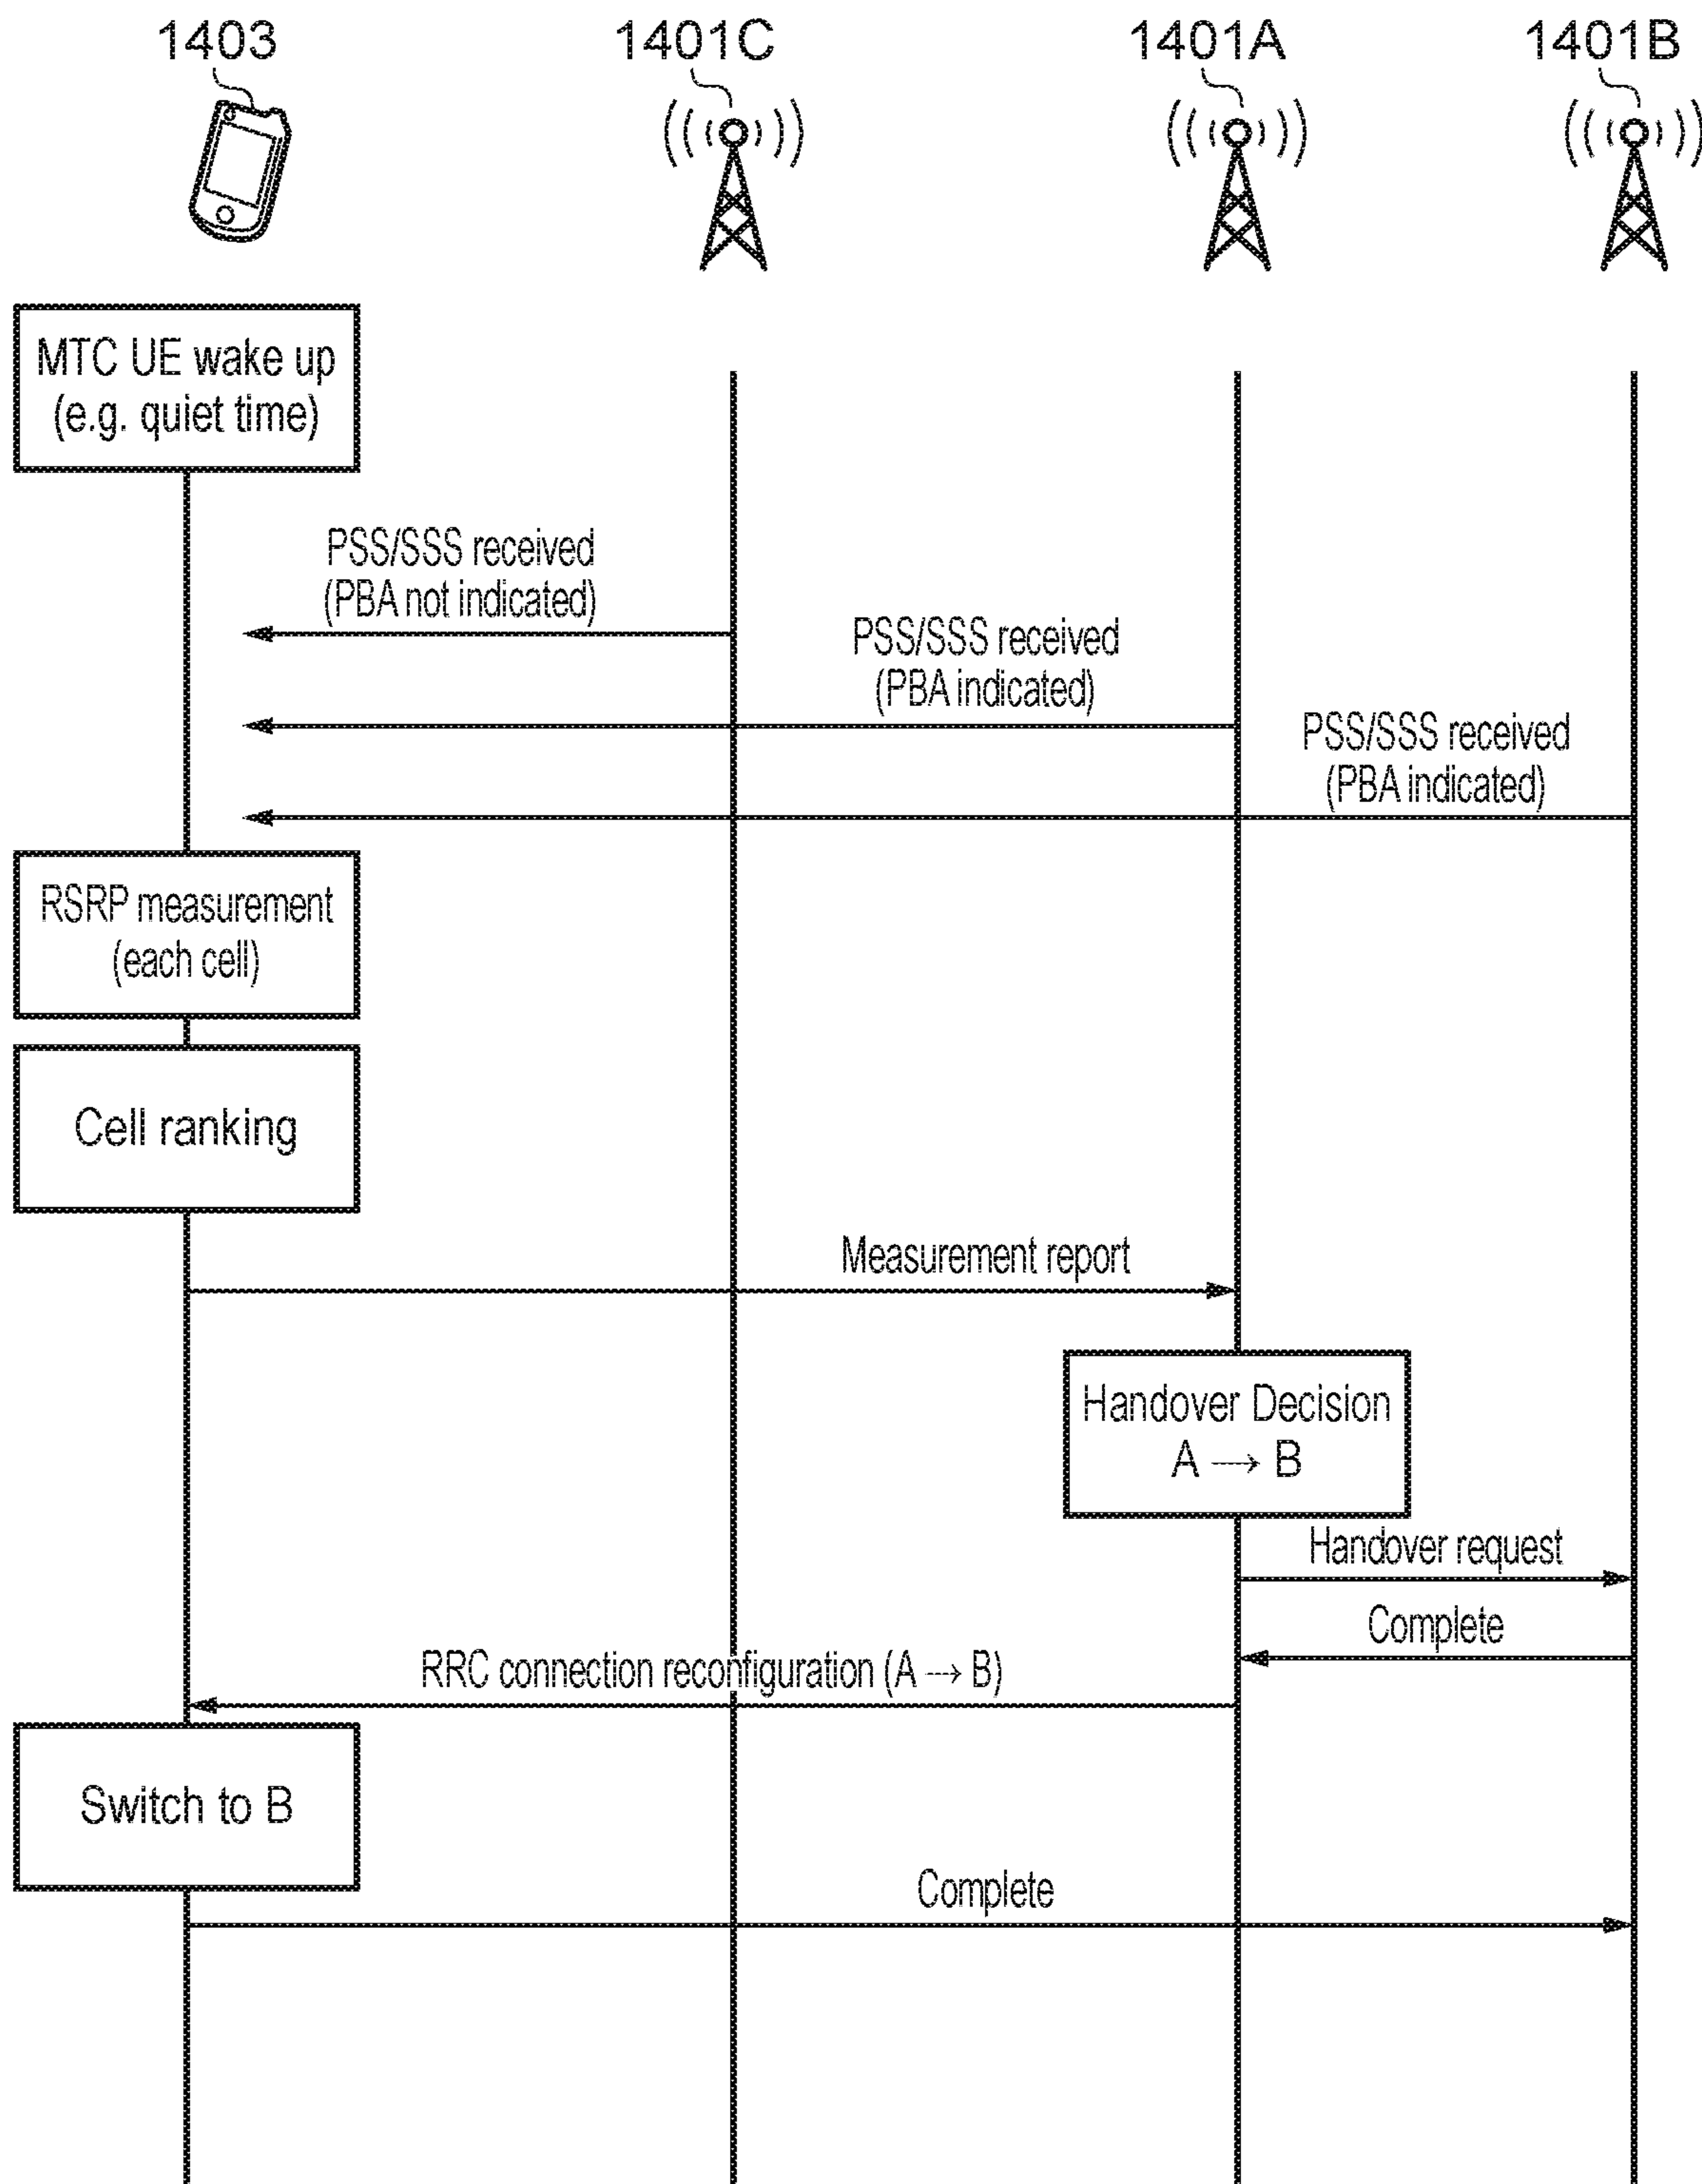 1403
1401C
1401A
1401B
MTC UE wake up
(e.g. quiet time)
PSS/SSS received
(PBA not indicated)
PSS/SSS received
(PBA indicated)
PSS/SSS received
(PBA indicated)
RSRP measurement
(each cell)
Cell ranking
Measurement report
Handover Decision
A → B
Handover request
Complete
RRC connection reconfiguration (A → B)
Switch to B
Complete